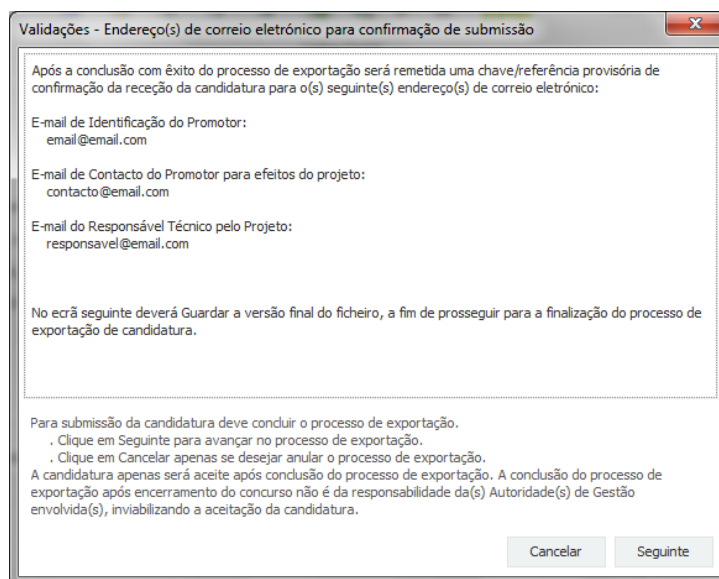 Validações - Endereço(s) de correio eletrónico para confirmação de submissão
Após a conclusão com êxito do processo de exportação será remetida uma chave/referência provisória de
confirmação da receção da candidatura para o(s) seguinte(s) endereço(s) de correio eletrónico:
E-mail de Identificação do Promotor:
email@email.com
E-mail de Contacto do Promotor para efeitos do projeto:
contacto@email.com
E-mail do Responsável Técnico pelo Projeto:
responsavel@email.com
No ecrã seguinte deverá Guardar a versão final do ficheiro, a fim de prosseguir para a finalização do processo de
exportação de candidatura.
Para submissão da candidatura deve concluir o processo de exportação.
. Clique em Seguinte para avançar no processo de exportação.
. Clique em Cancelar apenas se desejar anular o processo de exportação.
A candidatura apenas será aceite após conclusão do processo de exportação. A conclusão do processo de
exportação após encerramento do concurso não é da responsabilidade da(s) Autoridade(s) de Gestão
envolvida(s), inviabilizando a aceitação da candidatura.
Cancelar Seguinte